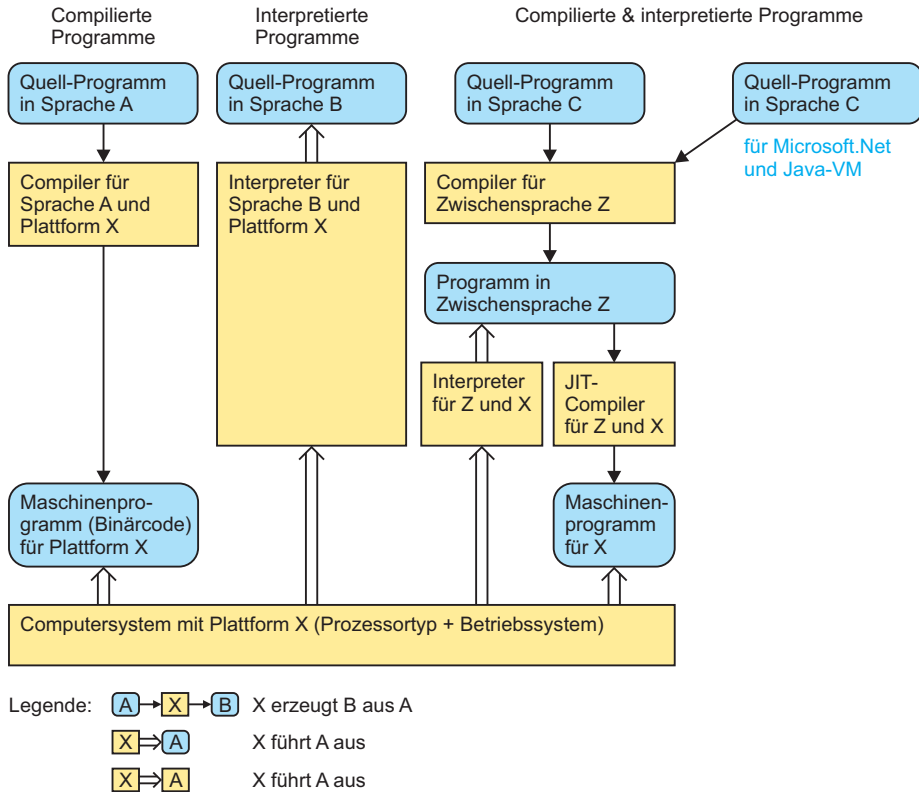 Compilierte
Programme
Interpretierte
Programme
Compilierte & interpretierte Programme
Quell-Programm
in Sprache A
Quell-Programm
in Sprache B
Quell-Programm
in Sprache C
Quell-Programm
in Sprache C
für Microsoft.Net
und Java-VM
Compiler für
Sprache A und
Plattform X
Interpreter für
Sprache B und
Plattform X
Compiler für
Zwischensprache Z
Programm in
Zwischensprache Z
Interpreter
für Z und X
JIT-
Compiler
für Z und X
Maschinenpro-
gramm (Binärcode)
für Plattform X
Maschinen-
programm
für X
Computersystem mit Plattform X (Prozessortyp + Betriebssystem)
Legende:
A X B X erzeugt B aus A
X A X führt A aus
X A X führt A aus